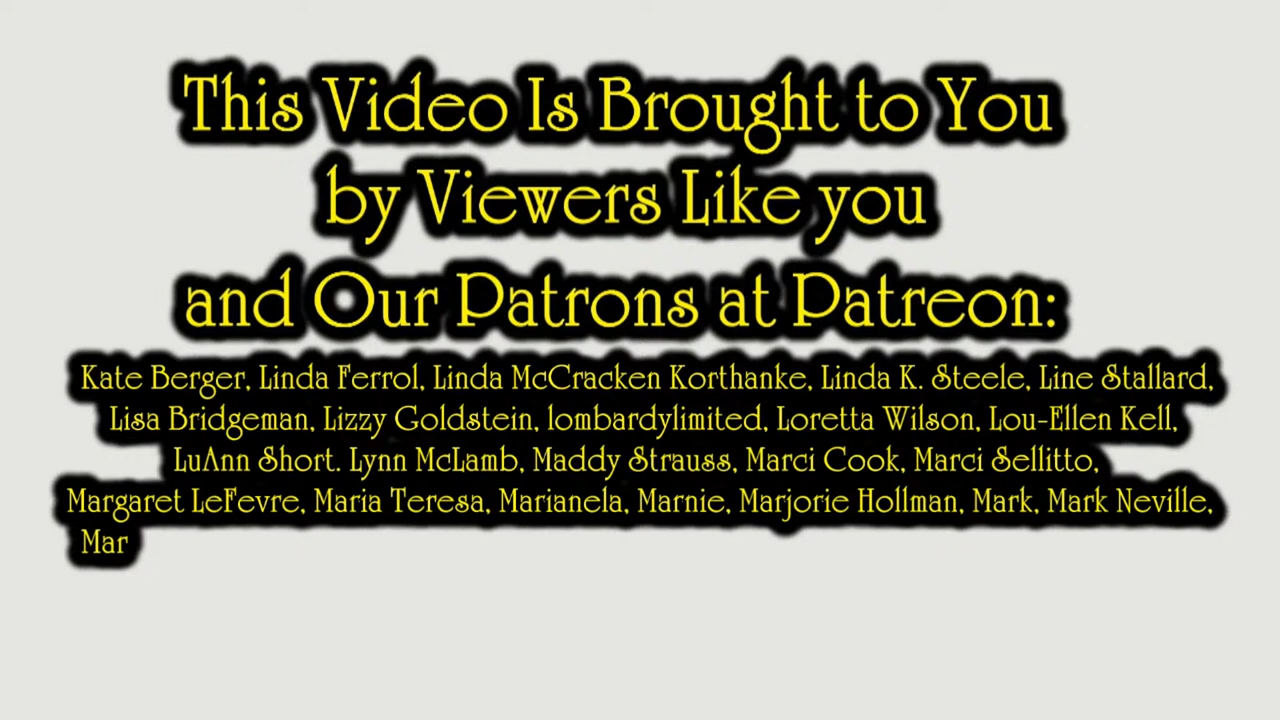 This Video Is Brought to You
by Viewers Like you
and Our Patrons at Patreon:
Kate Berger, Linda Ferrol, Linda McCracken Korthanke, Linda K. Steele, Line Stallard,
Lisa Bridgeman, Lizzy Goldstein, lombardylimited, Loretta Wilson, Lou-Ellen Kell,
LuAnn Short. Lynn McLamb, Maddy Strauss, Marci Cook, Marci Sellitto,
Margaret LeFevre, Maria Teresa, Marianela, Marnie, Marjorie Hollman, Mark, Mark Neville,
Mar